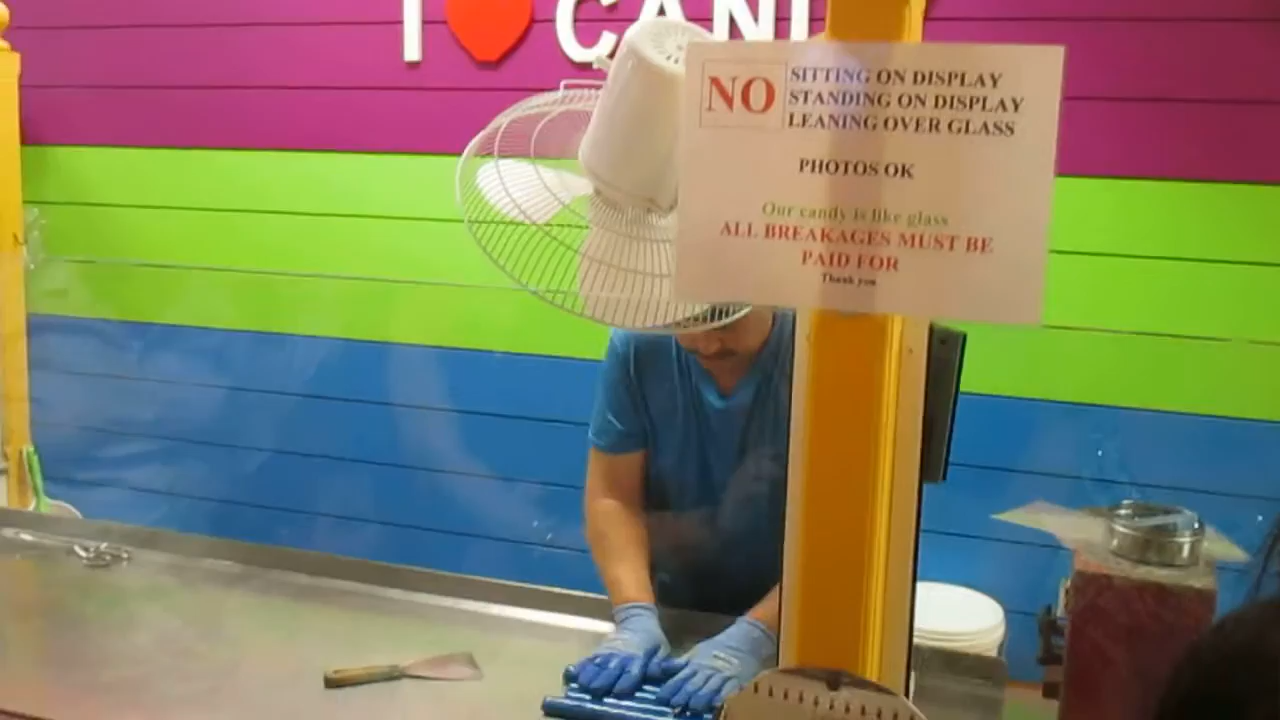 I ❤ CAN
NO
SITTING ON DISPLAY
STANDING ON DISPLAY
LEANING OVER GLASS
PHOTOS OK
Our candy is like glass
ALL BREAKAGES MUST BE
PAID FOR
Thank you